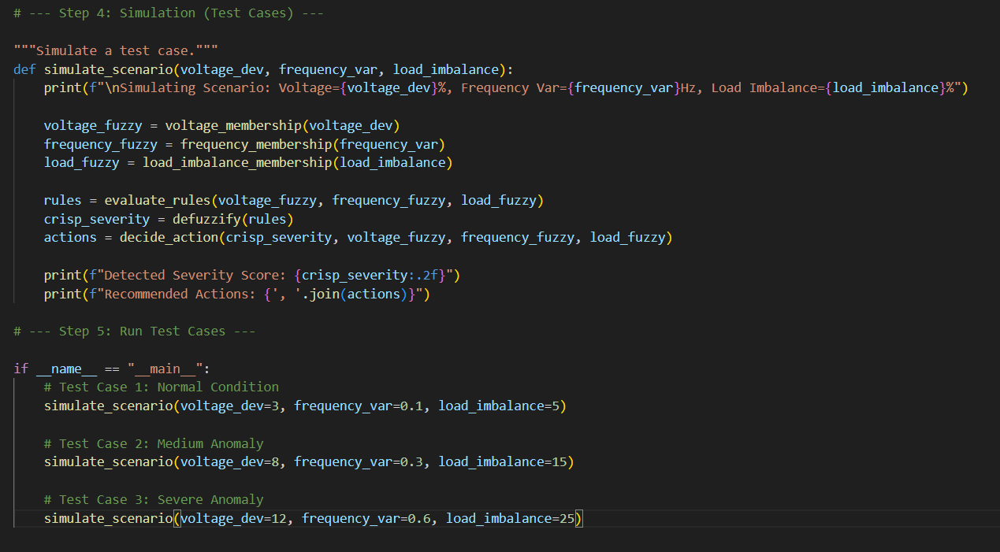 # --- Step 4: Simulation (Test Cases) ---
"""Simulate a test case."""
def simulate_scenario(voltage_dev, frequency_var, load_imbalance):
    print(f"\nSimulating Scenario: Voltage={voltage_dev}%, Frequency Var={frequency_var}Hz, Load Imbalance={load_imbalance}%")
    voltage_fuzzy = voltage_membership(voltage_dev)
    frequency_fuzzy = frequency_membership(frequency_var)
    load_fuzzy = load_imbalance_membership(load_imbalance)
    rules = evaluate_rules(voltage_fuzzy, frequency_fuzzy, load_fuzzy)
    crisp_severity = defuzzify(rules)
    actions = decide_action(crisp_severity, voltage_fuzzy, frequency_fuzzy, load_fuzzy)
    print(f"Detected Severity Score: {crisp_severity:.2f}")
    print(f"Recommended Actions: {', '.join(actions)}")
# --- Step 5: Run Test Cases ---
if __name__ == "__main__":
    # Test Case 1: Normal Condition
    simulate_scenario(voltage_dev=3, frequency_var=0.1, load_imbalance=5)
    # Test Case 2: Medium Anomaly
    simulate_scenario(voltage_dev=8, frequency_var=0.3, load_imbalance=15)
    # Test Case 3: Severe Anomaly
    simulate_scenario(voltage_dev=12, frequency_var=0.6, load_imbalance=25)